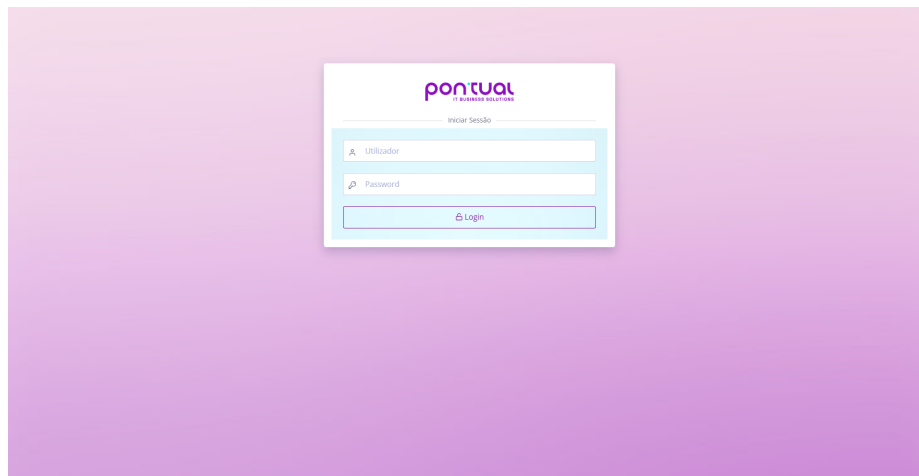 pontual
IT BUSINESS SOLUTIONS
Iniciar Sessão
Utilizador
Password
Login